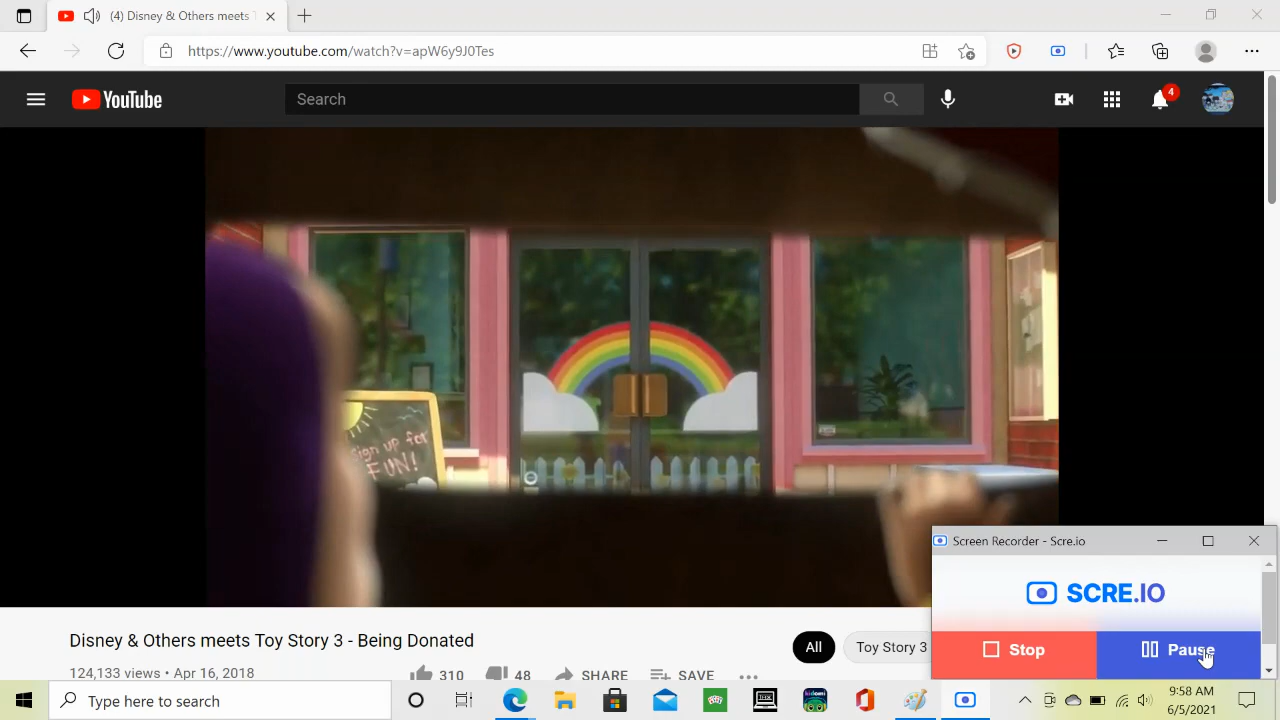 (4) Disney & Others meets T
https://www.youtube.com/watch?v=apW6y9J0Tes
YouTube
Search
4
sign up for
FUN!
Screen Recorder - Scre.io
SCRE.IO
Stop
Pause
Disney & Others meets Toy Story 3 - Being Donated
124,133 views • Apr 16, 2018
310
48
SHARE
SAVE
All
Toy Story 3
Type here to search
THX
kidomi
9:58 AM
6/5/2021